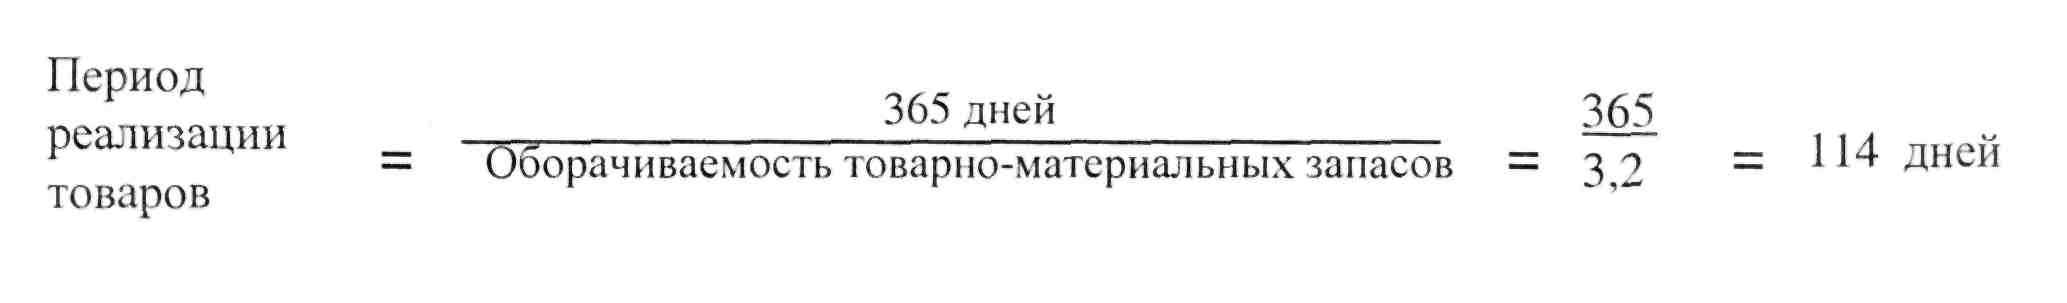 Период
реализации
товаров
=
365 дней
Оборачиваемость товарно-материальных запасов
=
365
3,2
=
114 дней